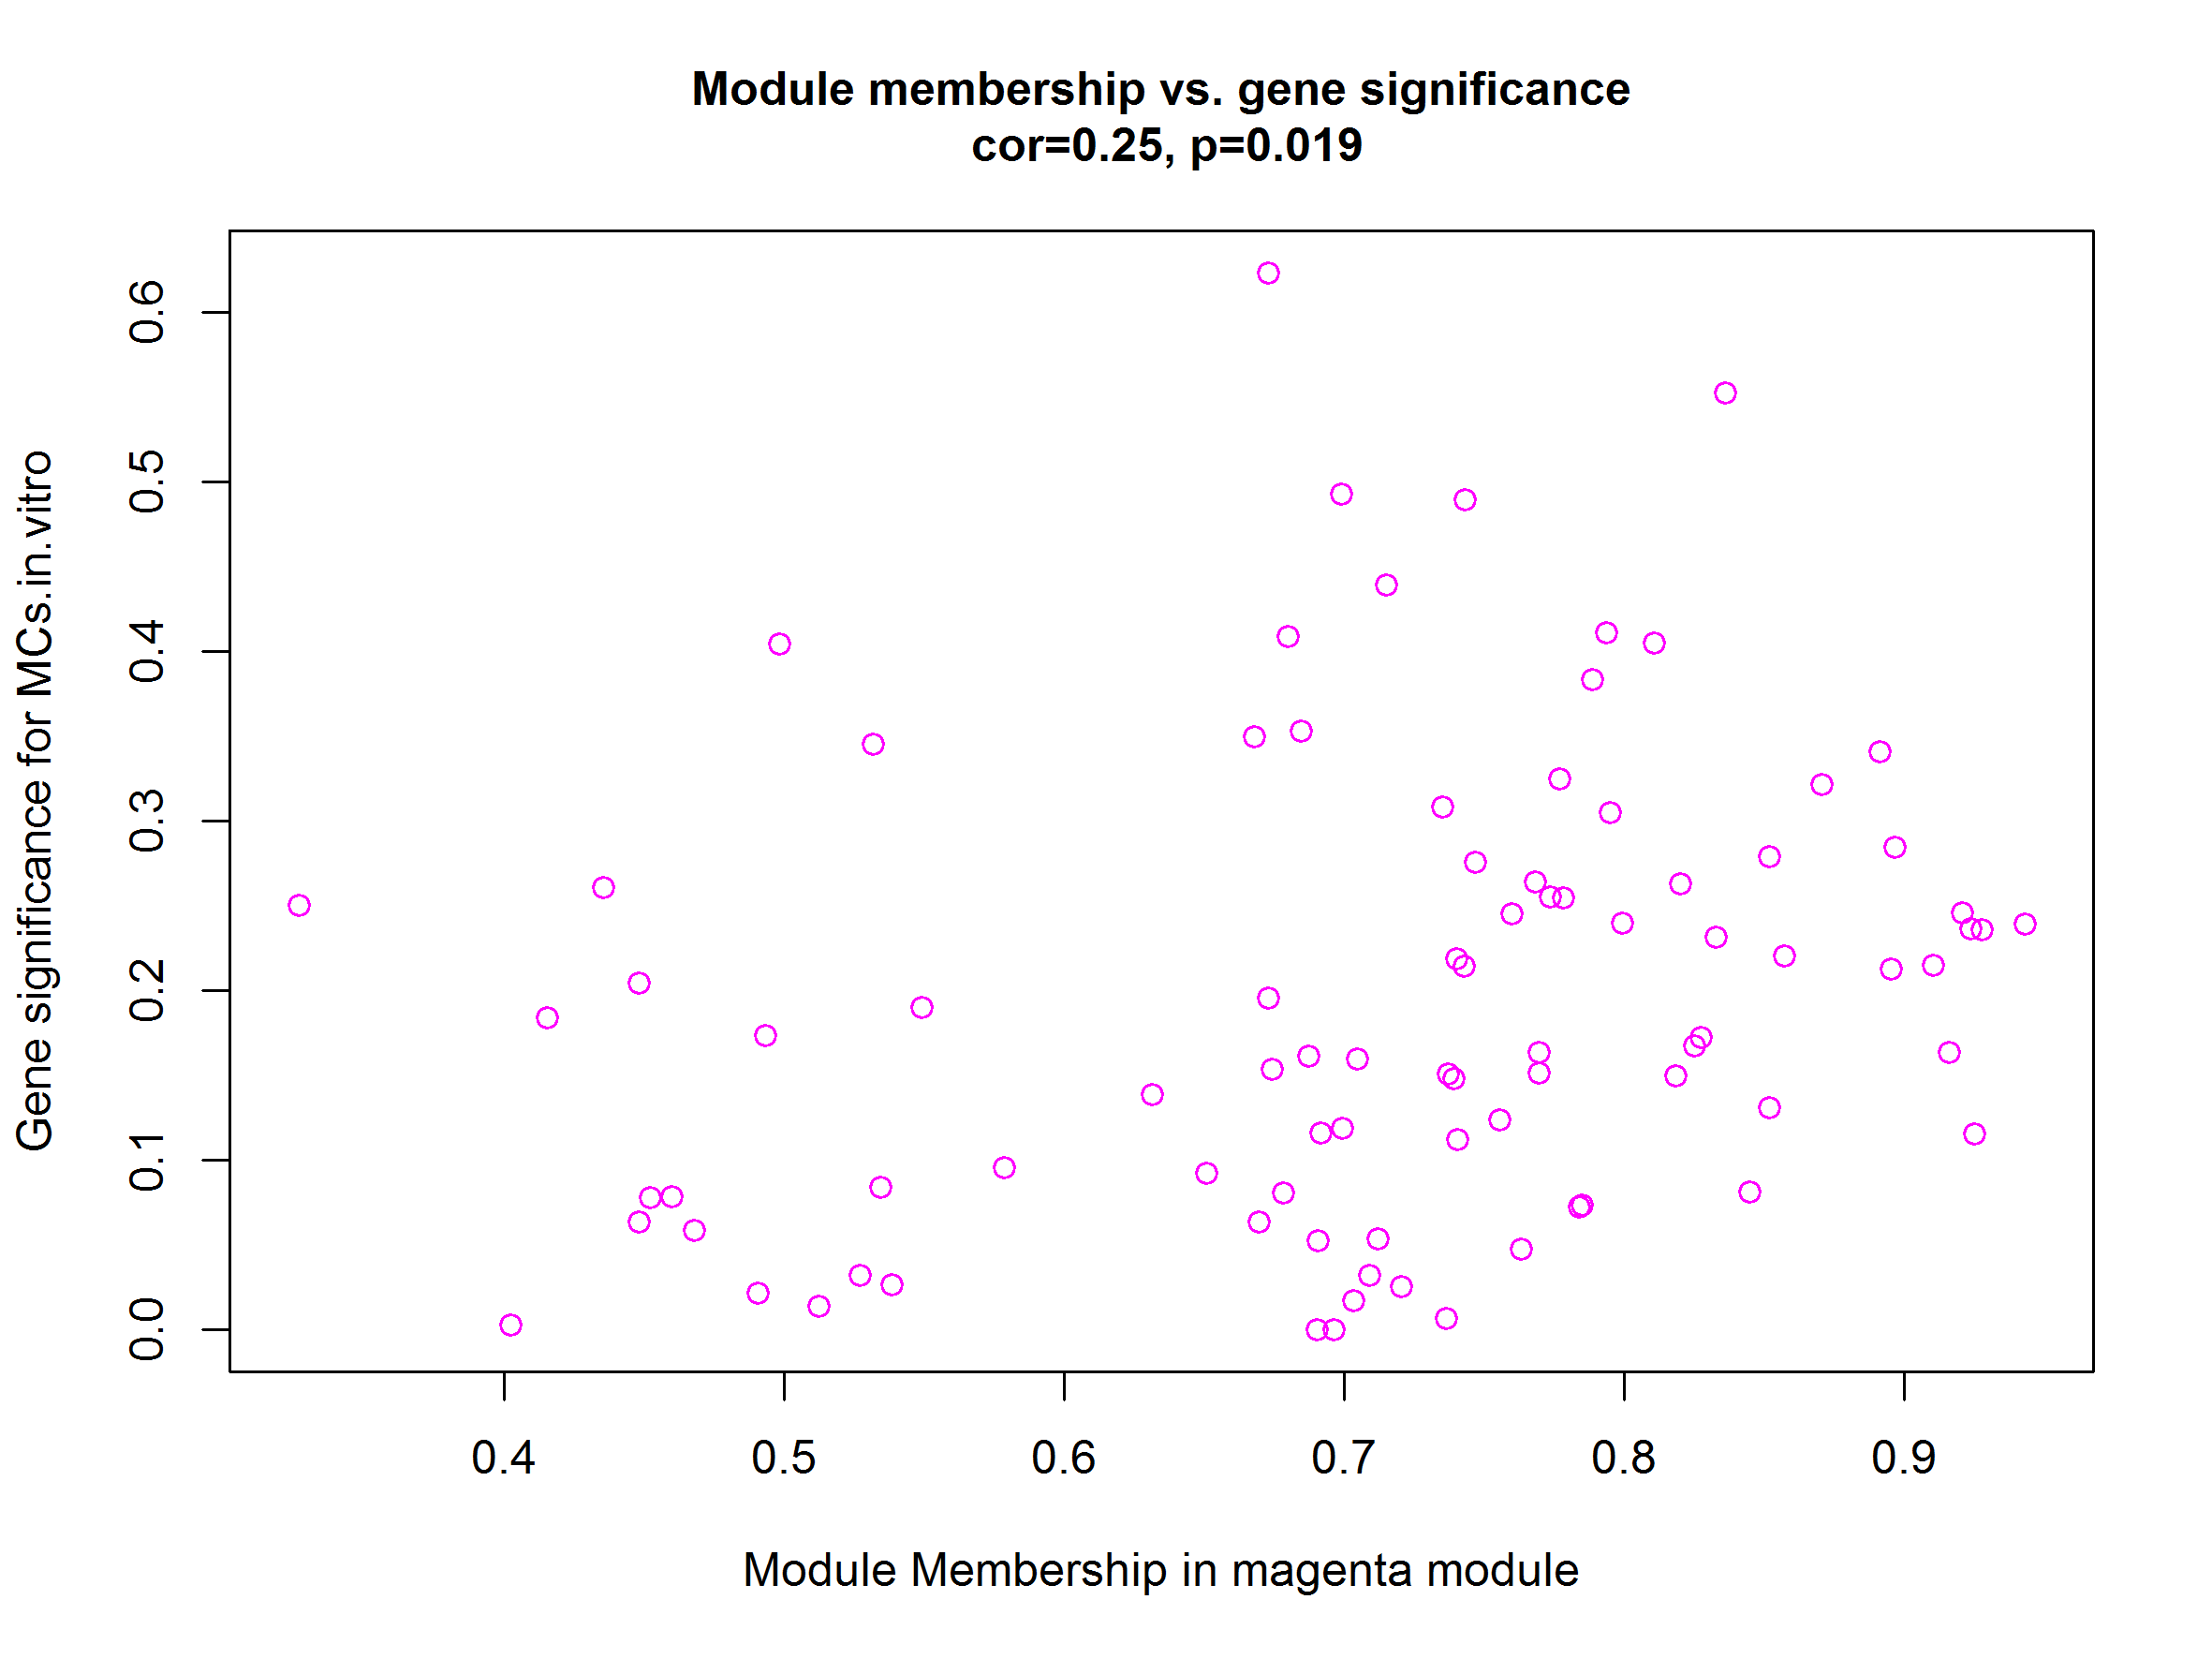 Module membership vs. gene significance
cor=0.25, p=0.019
Gene significance for MCs.in.vitro
0.6
0.5
0.4
0.3
0.2
0.1
0.0
0.4 0.5 0.6 0.7 0.8 0.9
Module Membership in magenta module